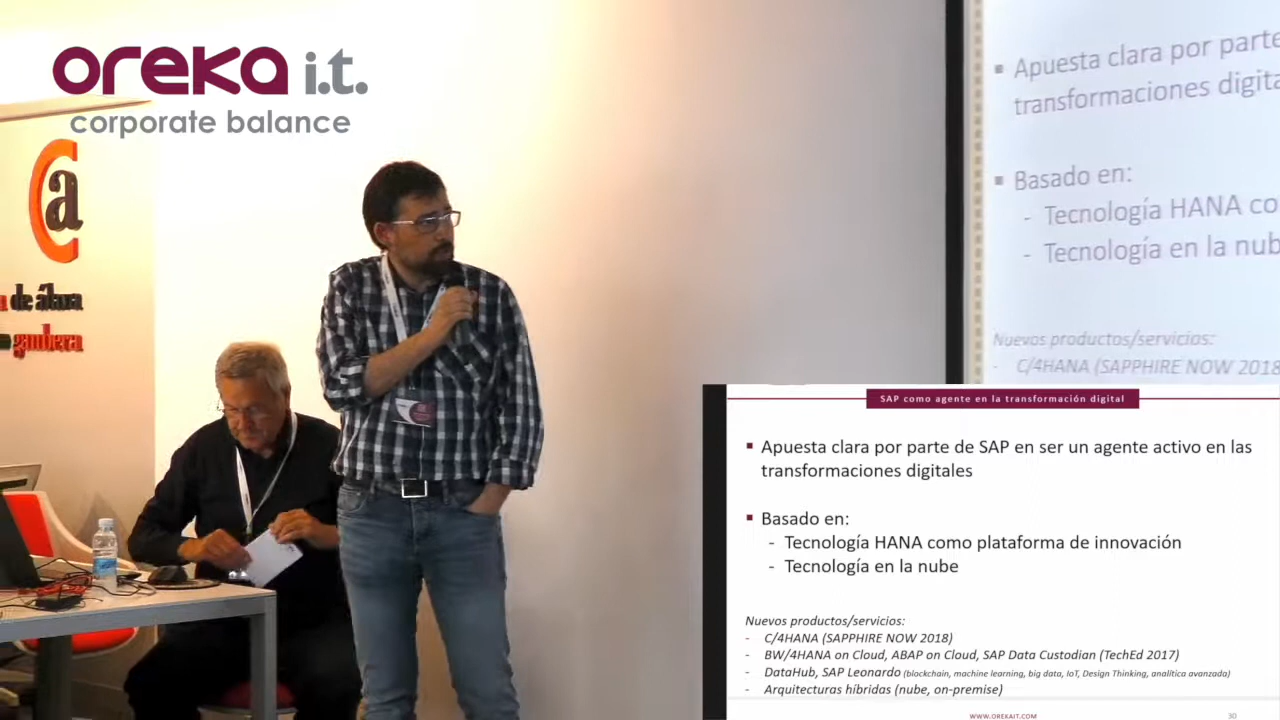 oreka i.t.
corporate balance
Ca
de álava
gaubera
Apuesta clara por parte
transformaciones digita
Basado en:
- Tecnología HANA co
- Tecnología en la nub
Nuevos productos/servicios:
- C/4HANA (SAPPHIRE NOW 2018
SAP como agente en la transformación digital
Apuesta clara por parte de SAP en ser un agente activo en las
transformaciones digitales
Basado en:
- Tecnología HANA como plataforma de innovación
- Tecnología en la nube
Nuevos productos/servicios:
- C/4HANA (SAPPHIRE NOW 2018)
- BW/4HANA on Cloud, ABAP on Cloud, SAP Data Custodian (TechEd 2017)
- DataHub, SAP Leonardo (blockchain, machine learning, big data, IoT, Design Thinking, analítica avanzada)
- Arquitecturas híbridas (nube, on-premise)
WWW.OREKAIT.COM
30